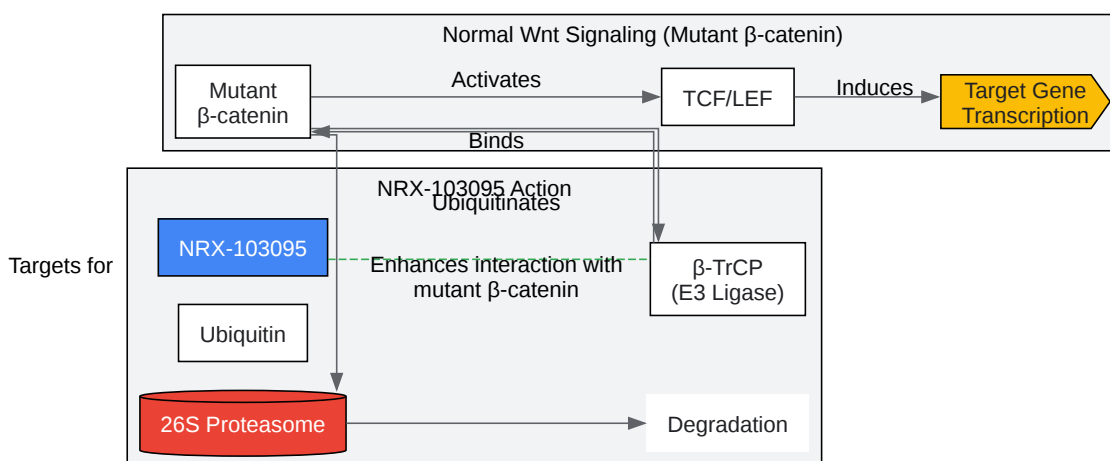 Normal Wnt Signaling (Mutant β-catenin)
Mutant
β-catenin
Activates
TCF/LEF
Induces
Target Gene
Transcription
Binds
NRX-103095 Action
Ubiquitinates
NRX-103095
Targets for
Enhances interaction with
mutant β-catenin
β-TrCP
(E3 Ligase)
Ubiquitin
26S Proteasome
Degradation